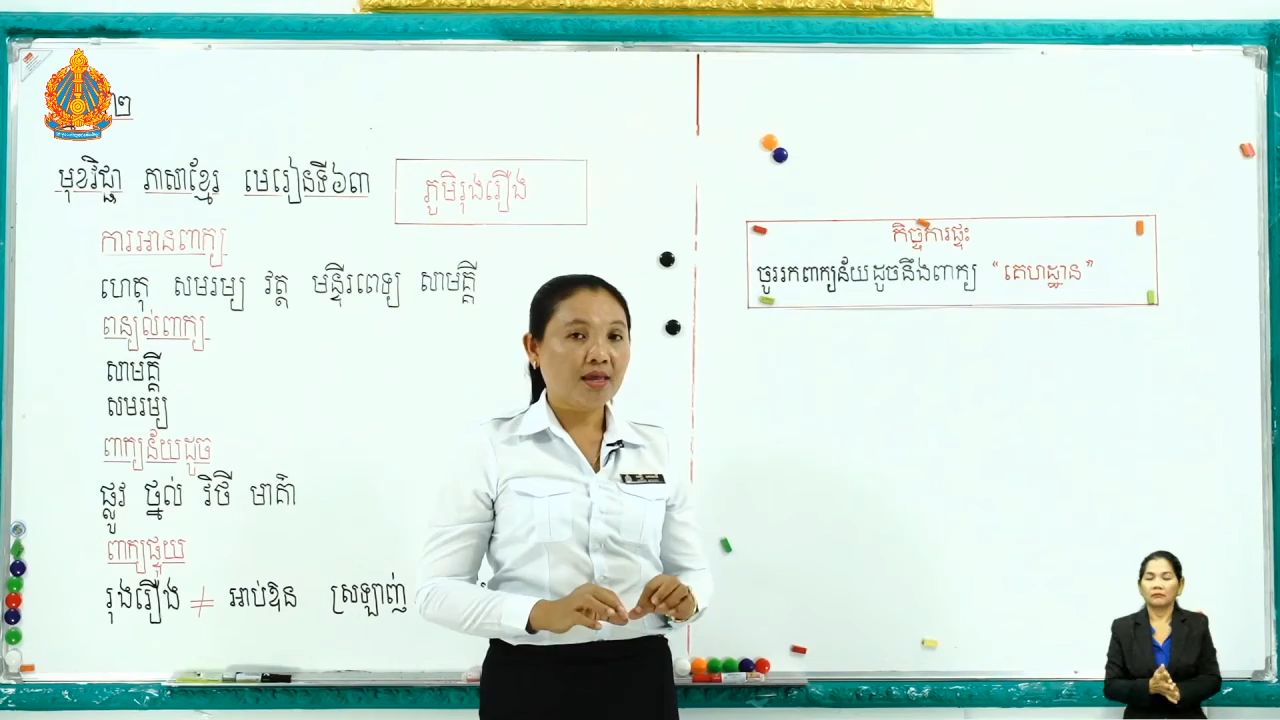 ២
មុខវិជ្ជា ភាសាខ្មែរ មេរៀនទី៦៣
ភូមិរុងរឿង
ការអានពាក្យ
ហេតុ សមរម្យ វត្ថុ មន្ទីរពេទ្យ សាមគ្គី
ពន្យល់ពាក្យ
សាមគ្គី
សមរម្យ
ពាក្យន័យដូច
ផ្លូវ ថ្នល់ វិថី មាគ៌ា
ពាក្យផ្ទុយ
រុងរឿង ≠ អាប់ឱន ស្រឡាញ់
កិច្ចការផ្ទះ
ចូររកពាក្យន័យដូចនឹងពាក្យ “ គេហដ្ឋាន ”